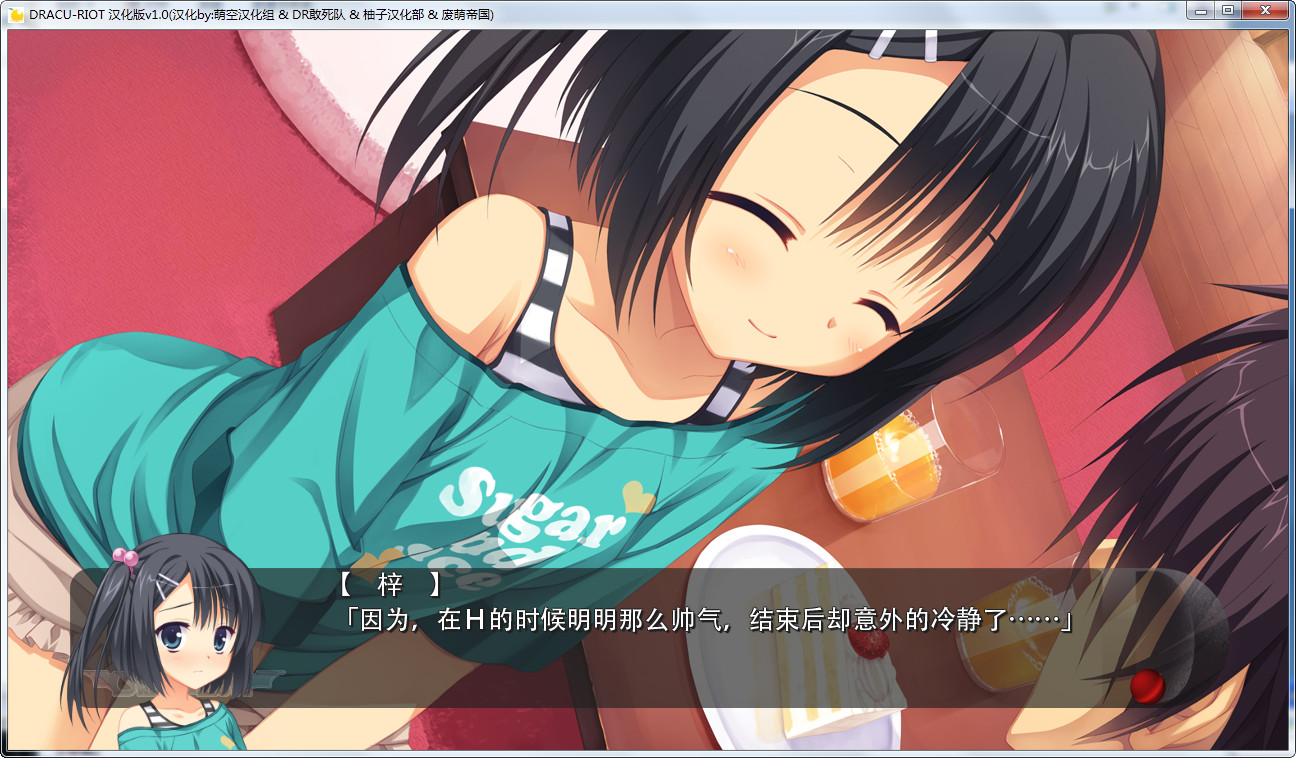 DRACU-RIOT 汉化版v1.0(汉化by:萌空汉化组 & DR敢死队 & 柚子汉化部 & 废萌帝国)
Sugar
【 梓 】
「因为，在H的时候明明那么帅气，结束后却意外的冷静了……」